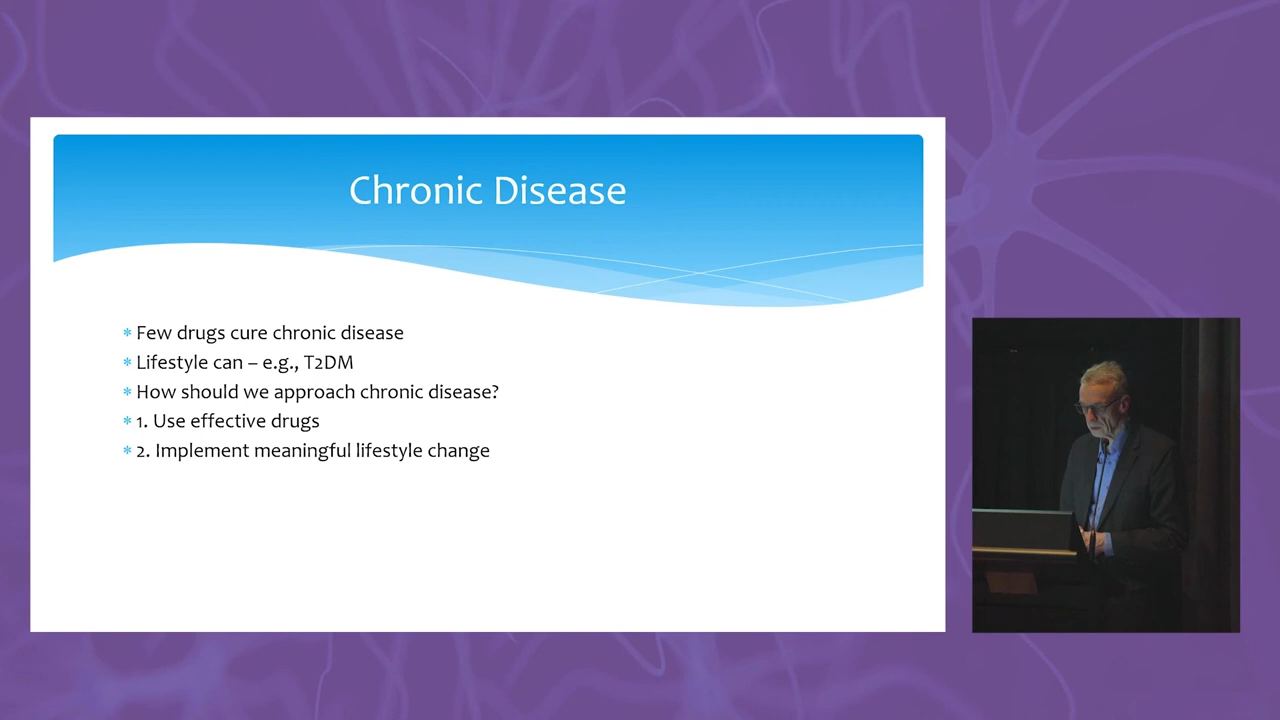 Chronic Disease
* Few drugs cure chronic disease
* Lifestyle can – e.g., T2DM
* How should we approach chronic disease?
* 1. Use effective drugs
* 2. Implement meaningful lifestyle change